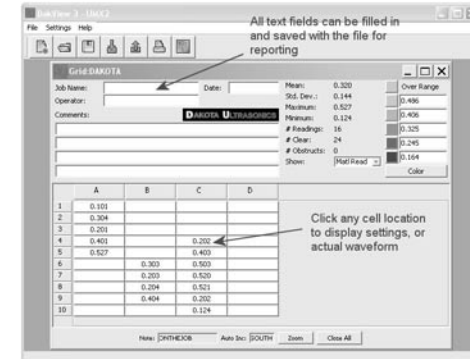 DakView 3 - UMX2
File Settings Help
All text fields can be filled in
and saved with the file for
reporting
Grid:DAKOTA
Job Name: Date:
Operator:
Comments: DAKOTA ULTRASONICS
Mean: 0.320
Std. Dev.: 0.144
Maximum: 0.527
Minimum: 0.124
# Readings: 16
# Clear: 24
# Obstructs: 0
Show: Matl Read
Over Range
0.486
0.406
0.325
0.245
0.164
Color
A B C D
1 0.101
2 0.304
3 0.201
4 0.401 0.202
5 0.527 0.403
6 0.303 0.503
7 0.203 0.520
8 0.204 0.521
9 0.404 0.202
10 0.124
Click any cell location
to display settings, or
actual waveform
Note: ONTHEJOB Auto Inc: SOUTH Zoom Close All